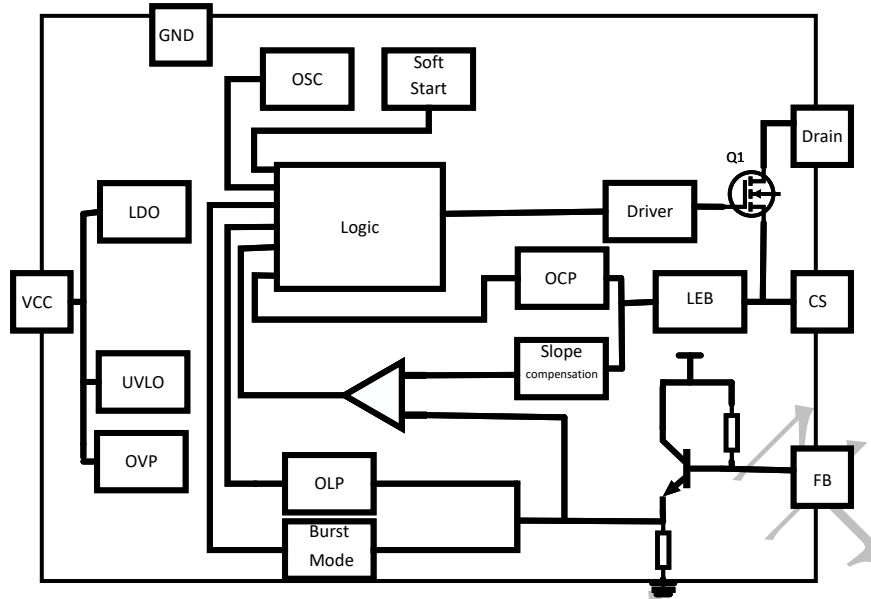 GND
OSC
Soft
Start
Drain
Q1
LDO
Logic
Driver
VCC
OCP
LEB
CS
UVLO
Slope
compensation
OVP
OLP
FB
Burst
Mode